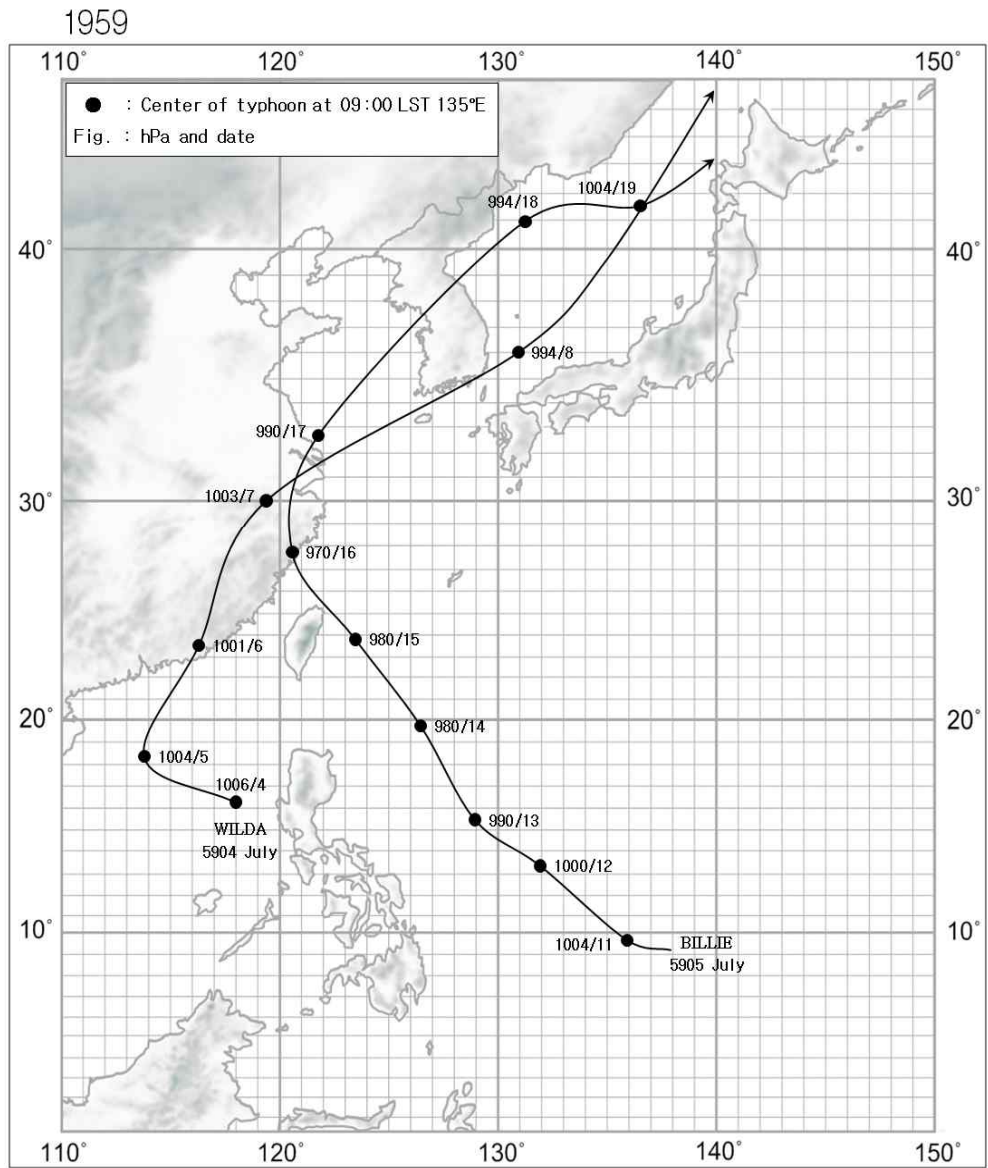 1959
110° 120° 130° 140° 150°
● : Center of typhoon at 09:00 LST 135°E
Fig. : hPa and date
994/18
1004/19
40° 40°
994/8
990/17
1003/7
30° 30°
970/16
980/15
1001/6
20° 20°
980/14
1004/5
1006/4
WILDA
5904 July
990/13
1000/12
10° 10°
1004/11
BILLIE
5905 July
110° 120° 130° 140° 150°